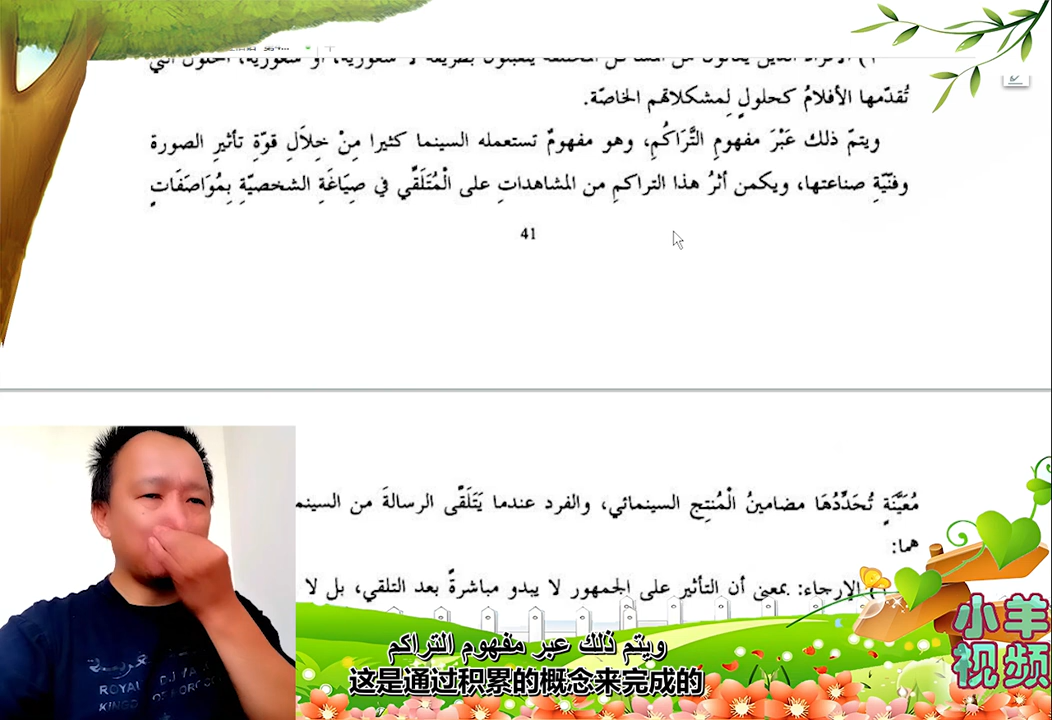 تُقدّمها الأفلامُ كحلولٍ لِمشكلاتهم الخاصّة.
ويتمّ ذلك عَبْرَ مفهومِ التَّرَاكُمِ، وهو مفهومٌ تستعمله السينما كثيرا مِنْ خِلَالِ قوّةِ تأثيرِ الصورة
وفنّيّةِ صناعتها، ويكمن أثرُ هذا التراكمِ من المشاهداتِ على الْمُتَلَقِّي في صِيَاغَةِ الشخصيّةِ بِمُوَاصَفَاتٍ
41
مُعَيَّنَةٍ تُحَدِّدُهَا مضامينُ الْمُنتِج السينمائي، والفرد عندما يَتَلَقَّى الرسالةَ من
هما:
الإرجاء: بمعنى أن التأثير على الجمهور لا يبدو مباشرةً بعد التلقي، بل لا
ROYAL
KING
ويتم ذلك عبر مفهوم التراكم
这是通过积累的概念来完成的
小羊
视频